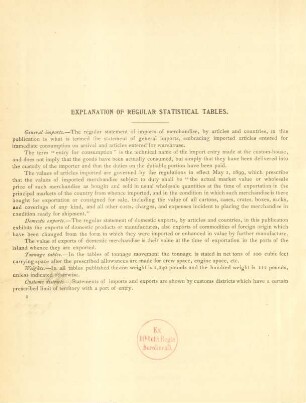 EXPLANATION OF REGULAR STATISTICAL TABLES.
General imports.—The regular statement of imports of merchandise, by articles and countries, in this
publication is what is termed the statement of general imports, embracing imported articles entered for
immediate consumption on arrival and articles entered for warehouse.
The term "entry for consumption" is the technical name of the import entry made at the custom-house,
and does not imply that the goods have been actually consumed, but simply that they have been delivered into
the custody of the importer and that the duties on the dutiable portion have been paid.
The values of articles imported are governed by the regulations in effect May 1, 1899, which prescribe
that the values of imported merchandise subject to duty shall be "the actual market value or wholesale
price of such merchandise as bought and sold in usual wholesale quantities at the time of exportation in the
principal markets of the country from whence imported, and in the condition in which such merchandise is there
bought for exportation or consigned for sale, including the value of all cartons, cases, crates, boxes, sacks,
and coverings of any kind, and all other costs, charges, and expenses incident to placing the merchandise in
condition ready for shipment."
Domestic exports.—The regular statement of domestic exports, by articles and countries, in this publication
exhibits the exports of domestic products or manufactures, also exports of commodities of foreign origin which
have been changed from the form in which they were imported or enhanced in value by further manufacture.
The value of exports of domestic merchandise is their value at the time of exportation in the ports of the
island whence they are exported.
Tonnage tables.—In the tables of tonnage movement the tonnage is stated in net tons of 100 cubic feet
carrying space after the prescribed allowances are made for crew space, engine space, etc.
Weights.—In all tables published herein weight is 2,240 pounds and the hundred weight is 112 pounds,
unless indicated otherwise.
Customs districts.—Statements of imports and exports are shown by customs districts which have a certain
prescribed limit of territory with a port of entry.